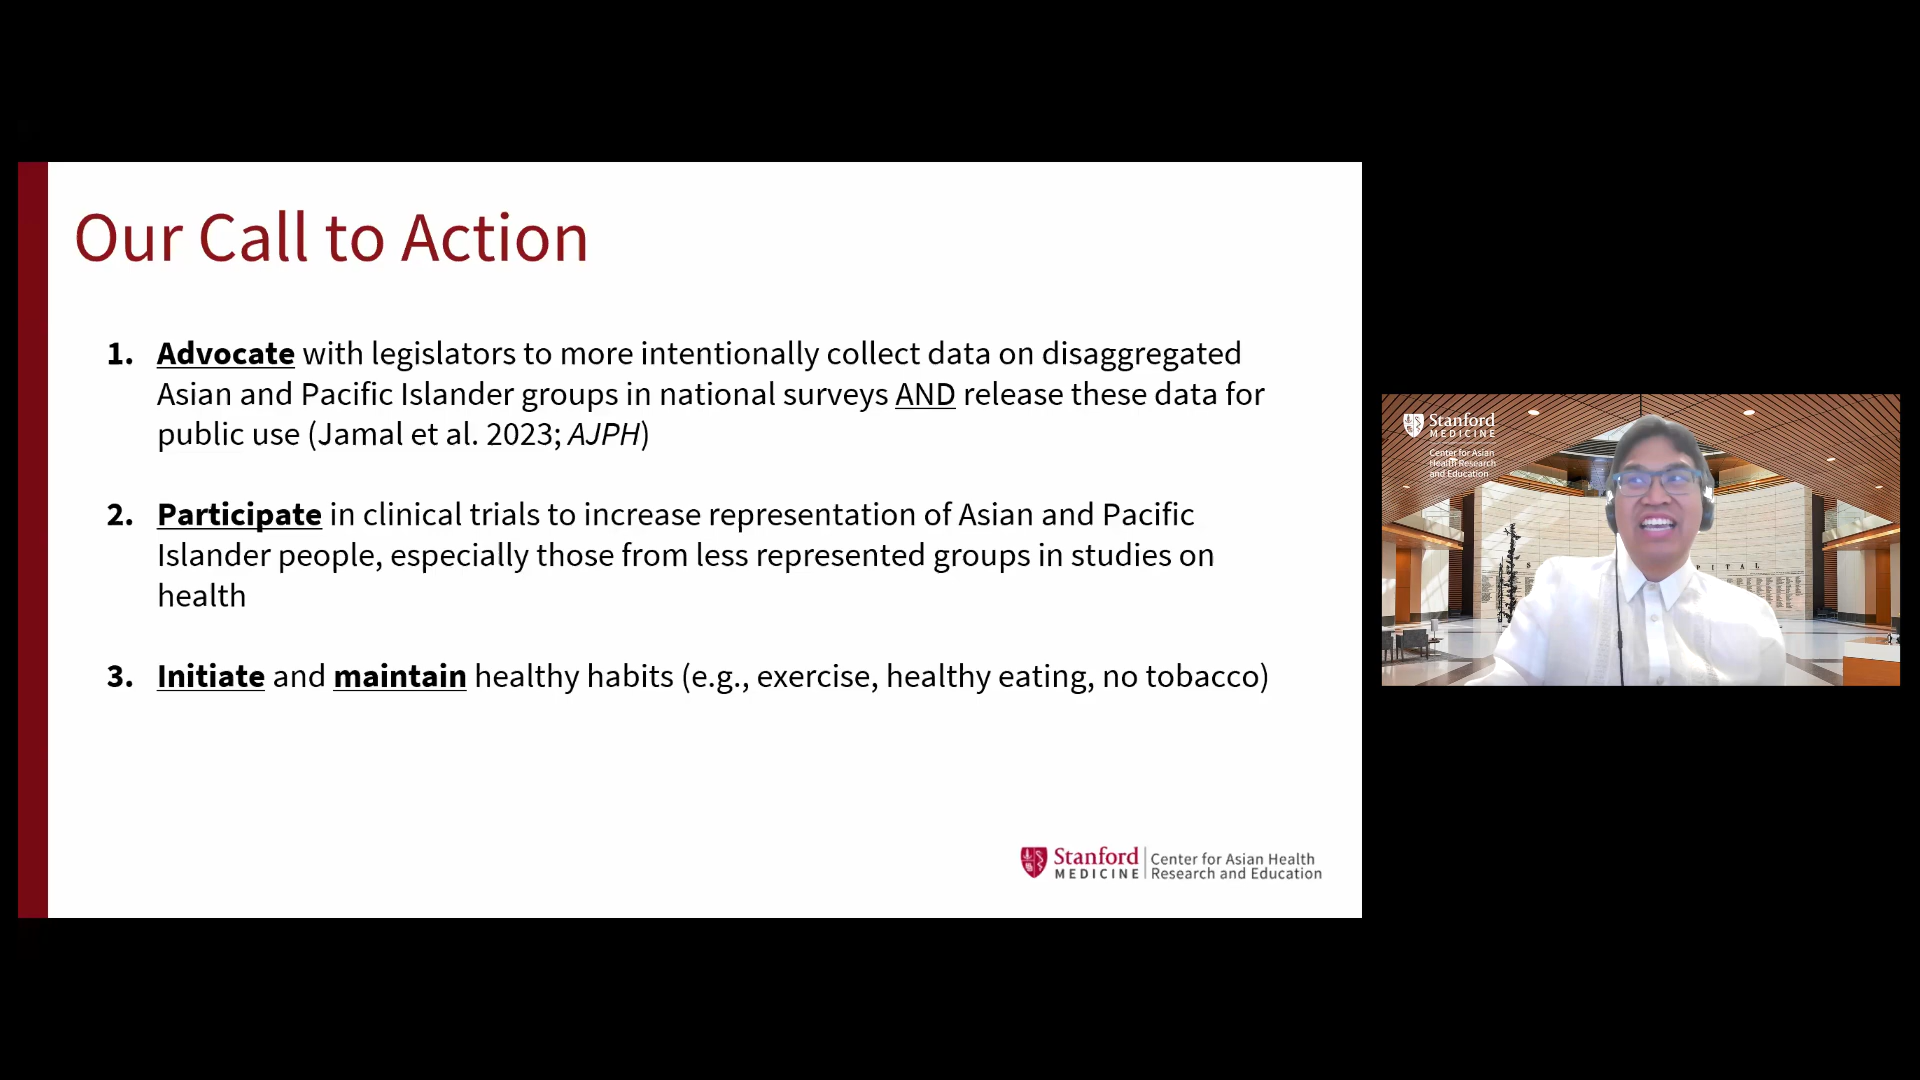 Our Call to Action
1. Advocate with legislators to more intentionally collect data on disaggregated
Asian and Pacific Islander groups in national surveys AND release these data for
public use (Jamal et al. 2023; AJPH)
2. Participate in clinical trials to increase representation of Asian and Pacific
Islander people, especially those from less represented groups in studies on
health
3. Initiate and maintain healthy habits (e.g., exercise, healthy eating, no tobacco)
Stanford
MEDICINE
Center for Asian Health
Research and Education
Stanford
MEDICINE
Center for Asian
Health Research
and Education